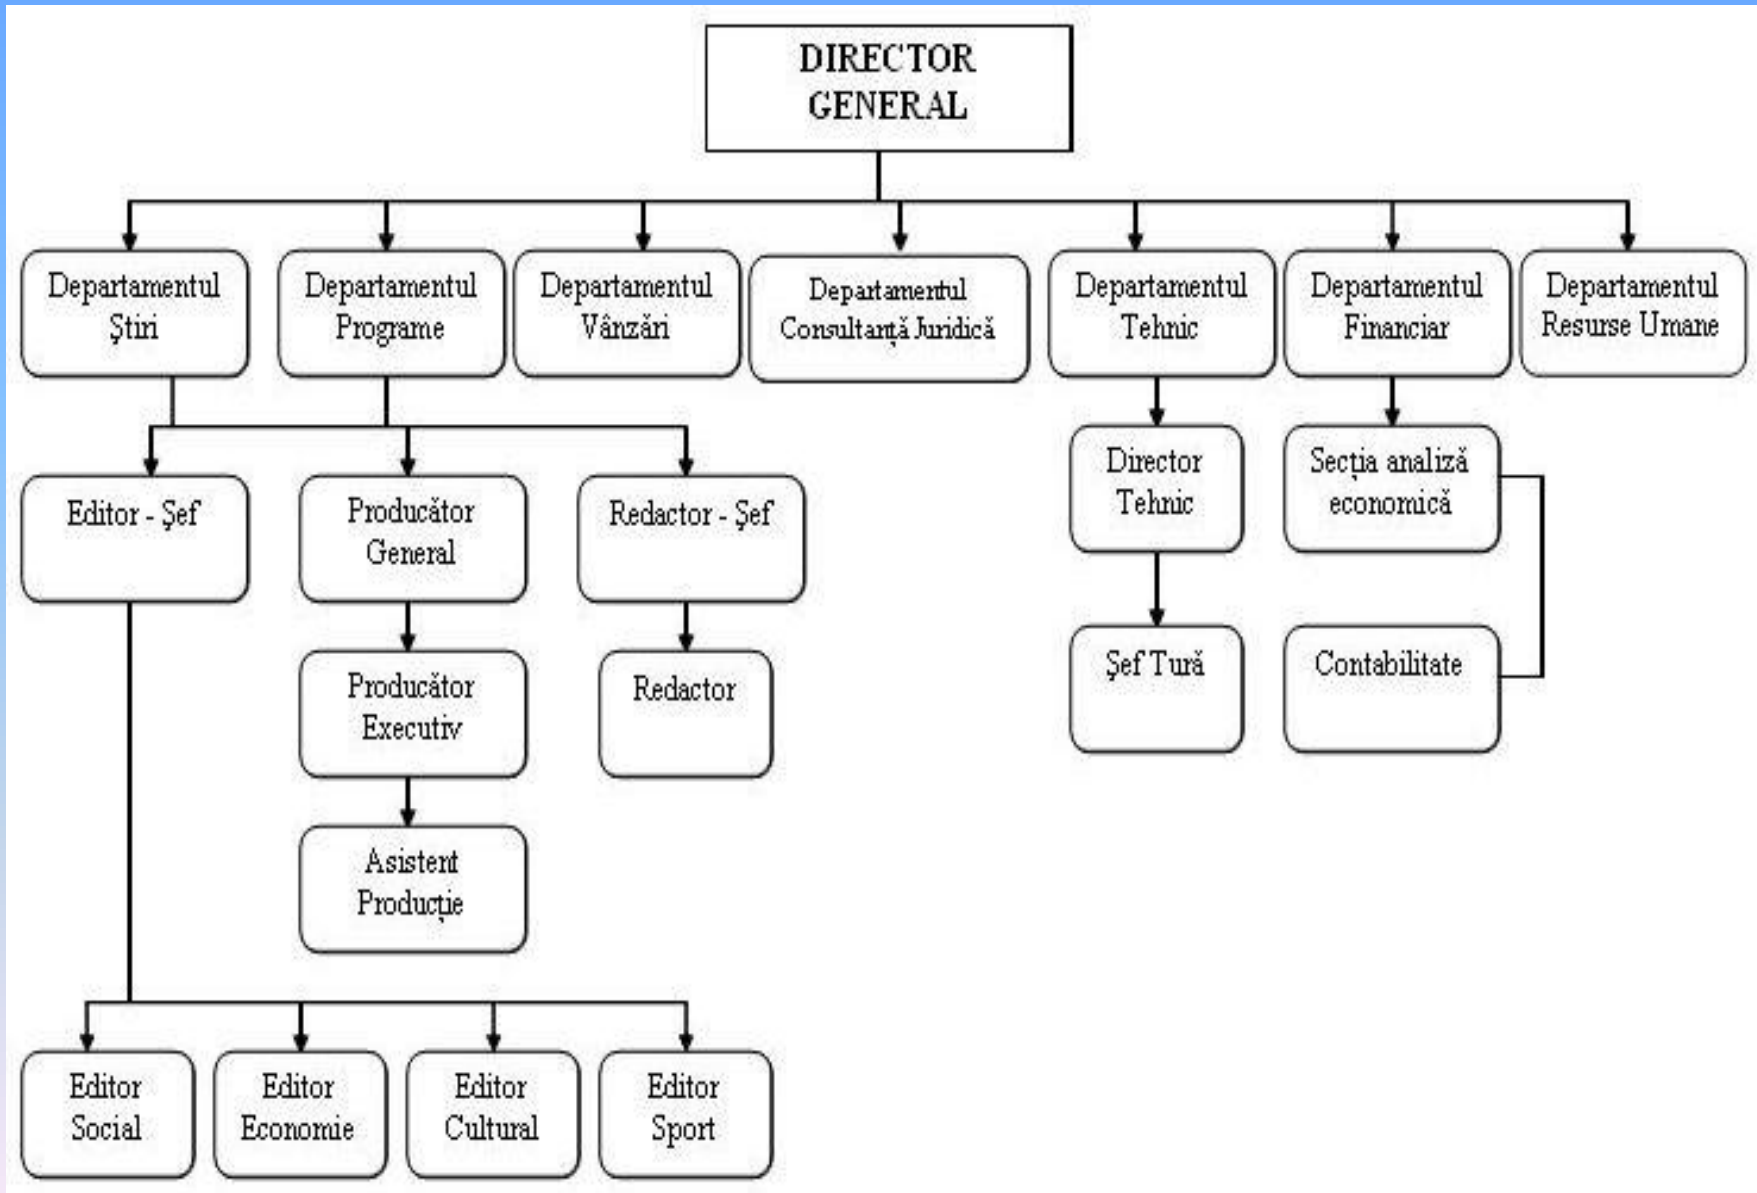 DIRECTOR
GENERAL
Departamentul
Știri
Departamentul
Programe
Departamentul
Vânzări
Departamentul
Consultanță Juridică
Departamentul
Tehnic
Departamentul
Financiar
Departamentul
Resurse Umane
Editor - Șef
Producător
General
Redactor - Șef
Director
Tehnic
Secția analiză
economică
Producător
Executiv
Redactor
Șef Tură
Contabilitate
Asistent
Producție
Editor
Social
Editor
Economie
Editor
Cultural
Editor
Sport